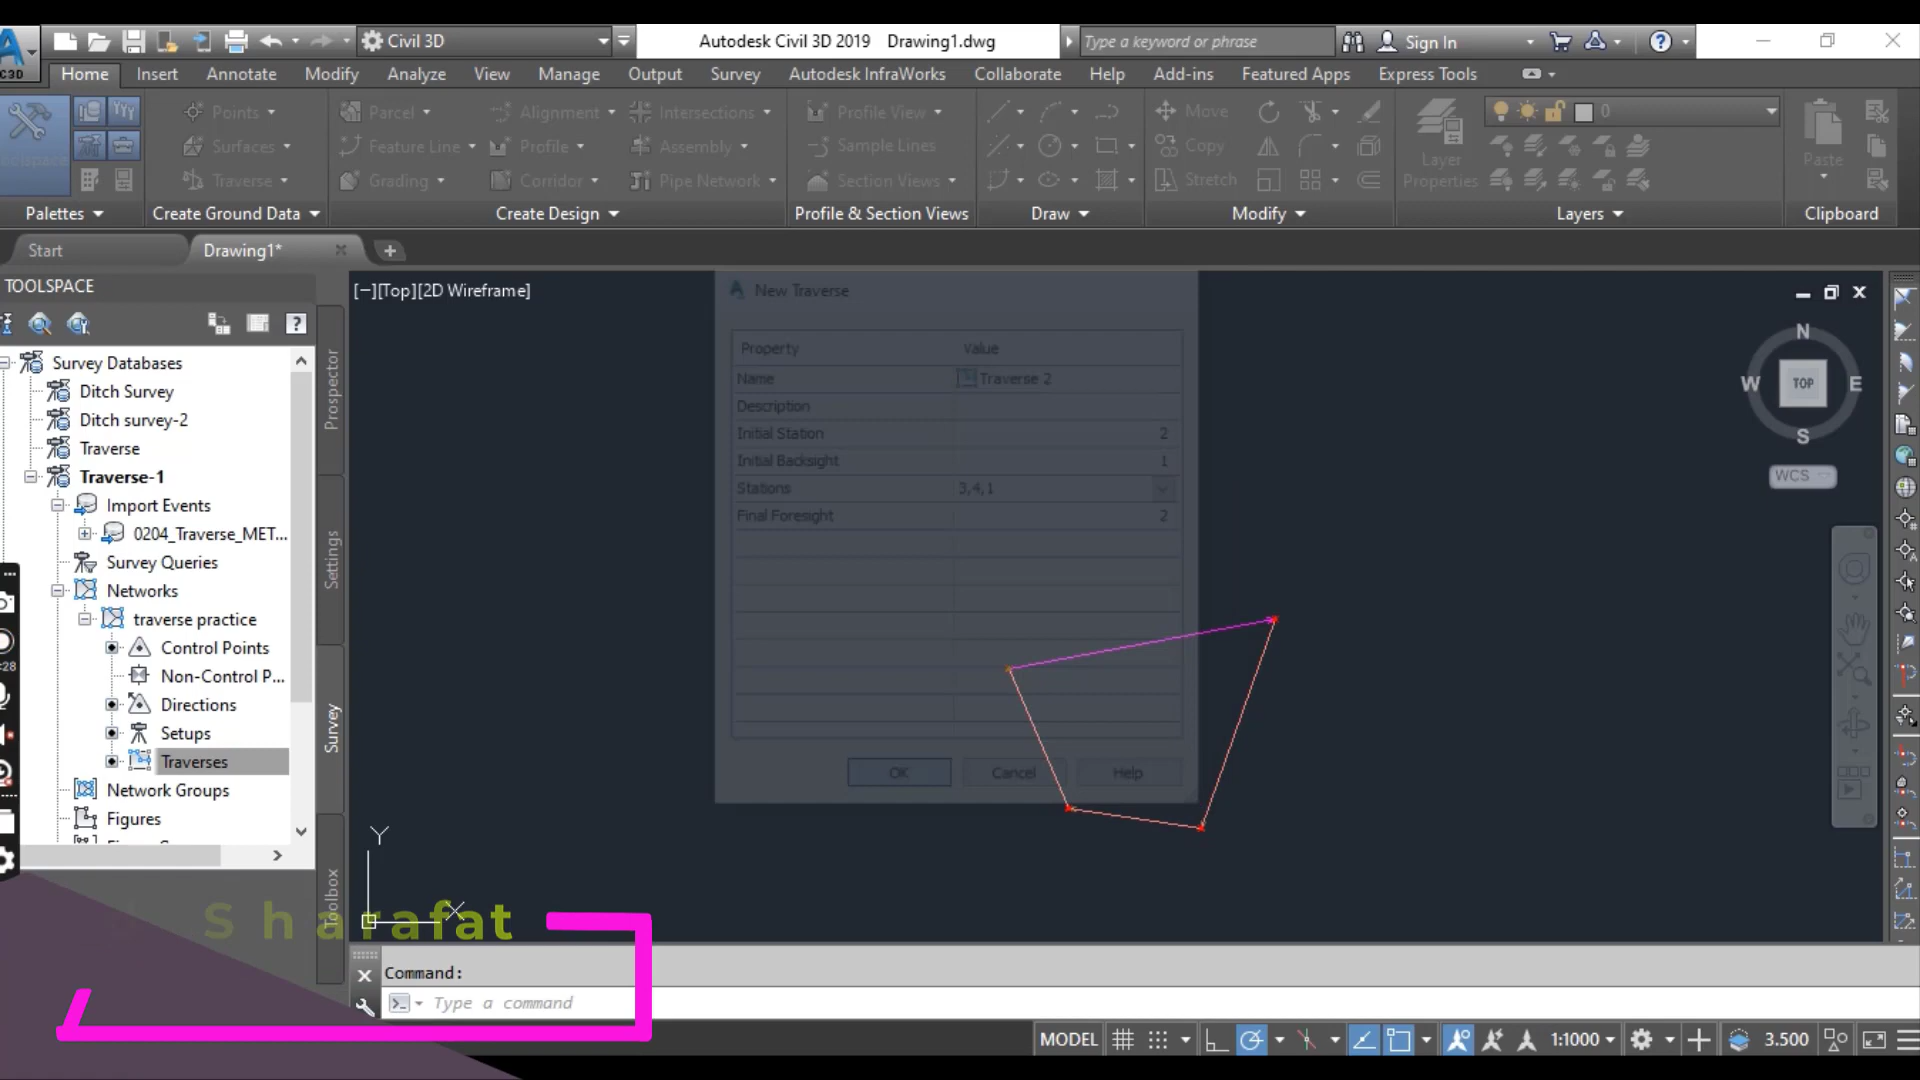 Civil 3D
Autodesk Civil 3D 2019 Drawing1.dwg
Type a keyword or phrase
Sign In
C3D
Home Insert Annotate Modify Analyze View Manage Output Survey Autodesk InfraWorks Collaborate Help Add-ins Featured Apps Express Tools
Points Parcel Alignment Intersections Profile View Move 0
Surfaces Feature Line Profile Assembly Sample Lines Copy Layer Paste
Traverse Grading Corridor Pipe Network Section Views Stretch Properties
Palettes Create Ground Data Create Design Profile & Section Views Draw Modify Layers Clipboard
Start Drawing1*
TOOLSPACE
[−][Top][2D Wireframe]
Survey Databases
Ditch Survey
Ditch survey-2
Traverse
Traverse-1
Import Events
0204_Traverse_MET...
Survey Queries
Networks
traverse practice
Control Points
Non-Control P...
Directions
Setups
Traverses
Network Groups
Figures
Prospector
Settings
Survey
Toolbox
New Traverse
Property Value
Name Traverse 2
Description
Initial Station 2
Initial Backsight 1
Stations 3,4,1
Final Foresight 2
OK Cancel Help
N
W TOP E
S
WCS
:28
Y
X
Sharafat
Command:
Type a command
MODEL 1:1000 3.500